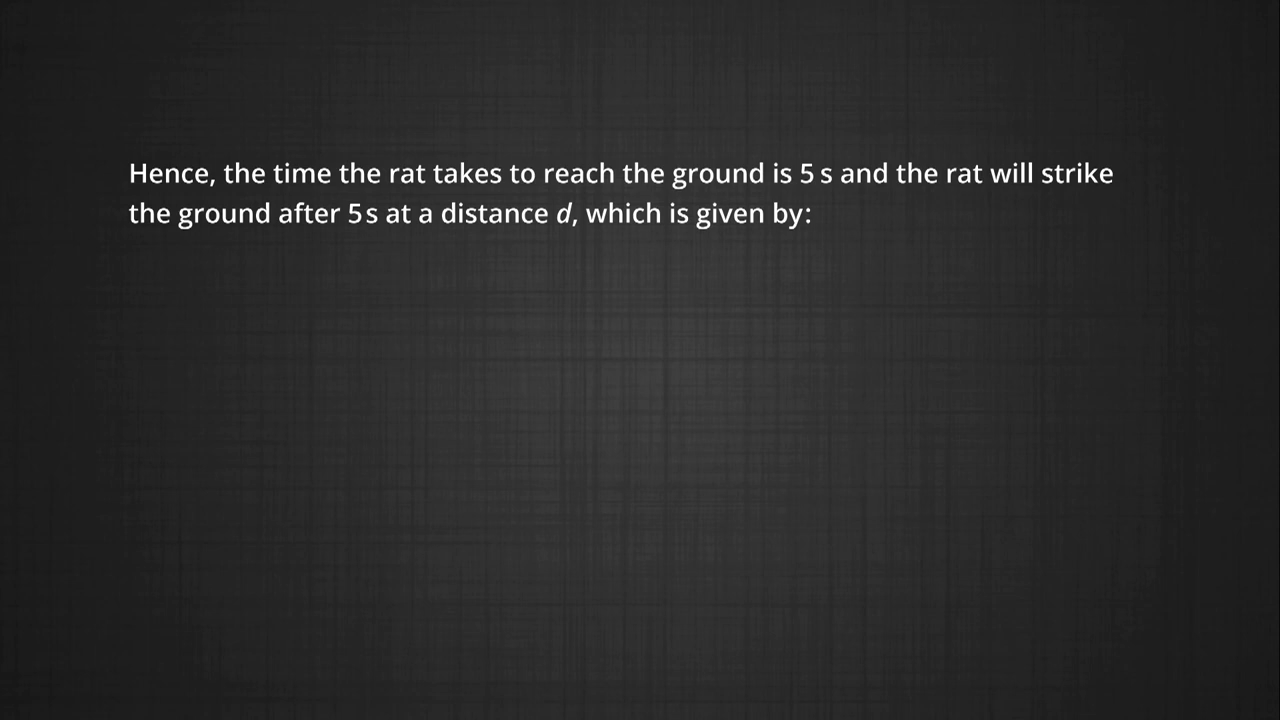 Hence, the time the rat takes to reach the ground is 5 s and the rat will strike
the ground after 5 s at a distance d, which is given by: